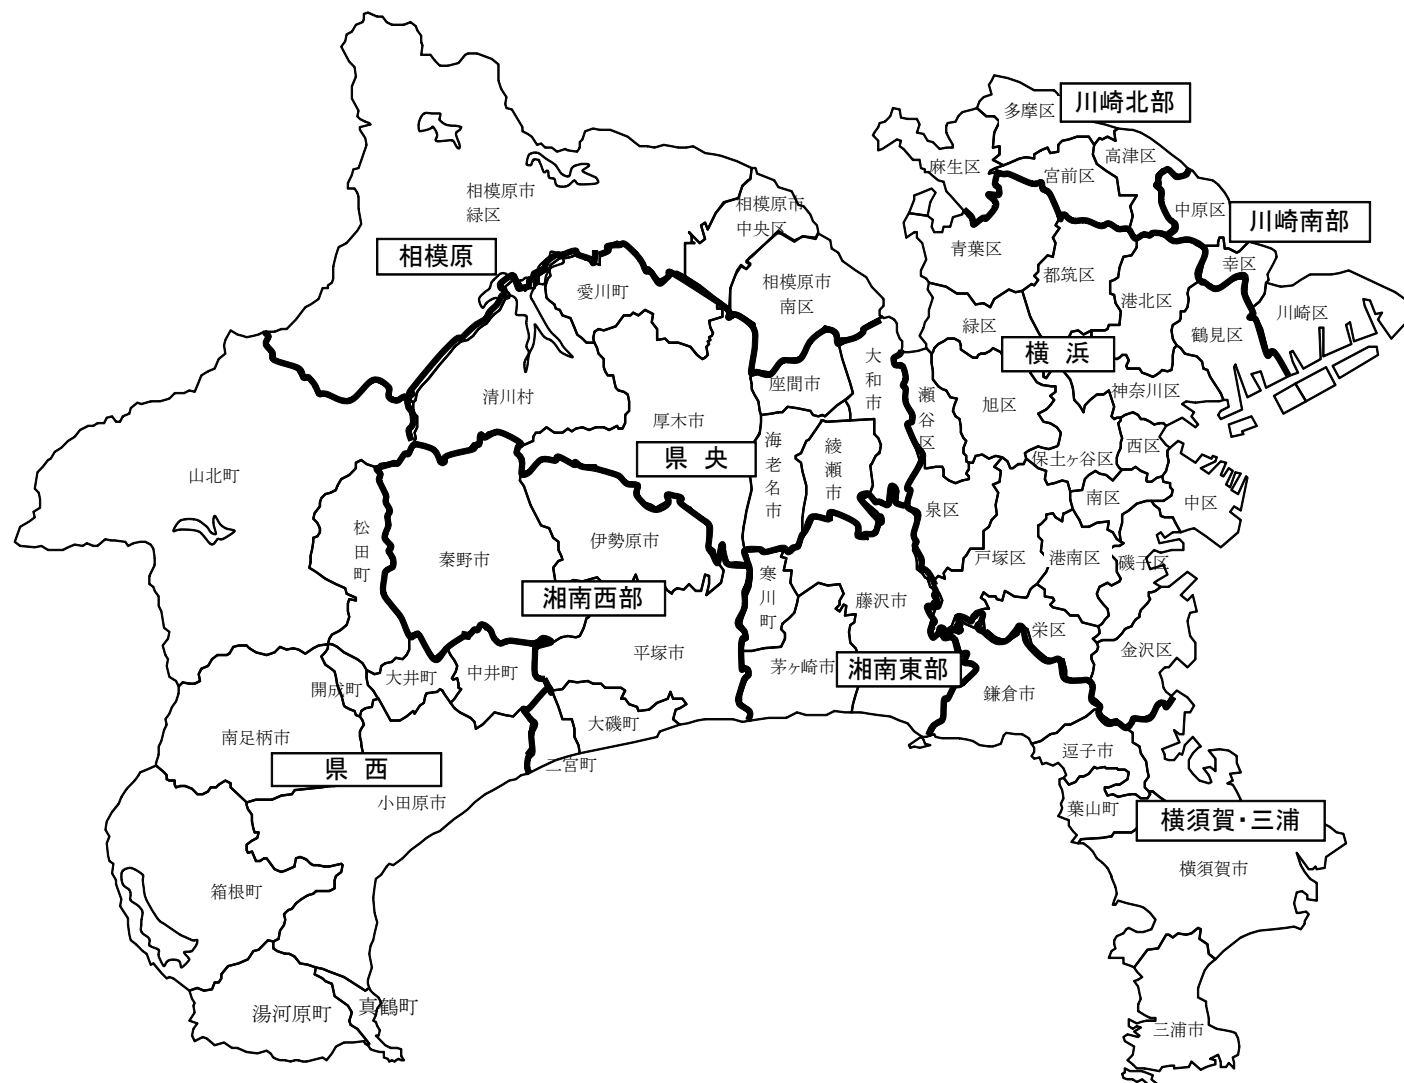 川崎北部
多摩区
高津区
麻生区
宮前区
相模原市
緑区
相模原市
中央区
中原区
川崎南部
相模原
青葉区
幸区
都筑区
愛川町
相模原市
南区
港北区
川崎区
緑区
鶴見区
横浜
大和市
座間市
瀬谷区
神奈川区
清川村
旭区
厚木市
海老名市
綾瀬市
県央
保土ヶ谷区
西区
山北町
南区
中区
泉区
松田町
伊勢原市
秦野市
戸塚区
港南区
磯子区
湘南西部
寒川町
藤沢市
栄区
平塚市
金沢区
茅ヶ崎市
湘南東部
大井町
中井町
開成町
鎌倉市
大磯町
南足柄市
逗子市
県西
二宮町
小田原市
葉山町
横須賀・三浦
横須賀市
箱根町
湯河原町
真鶴町
三浦市